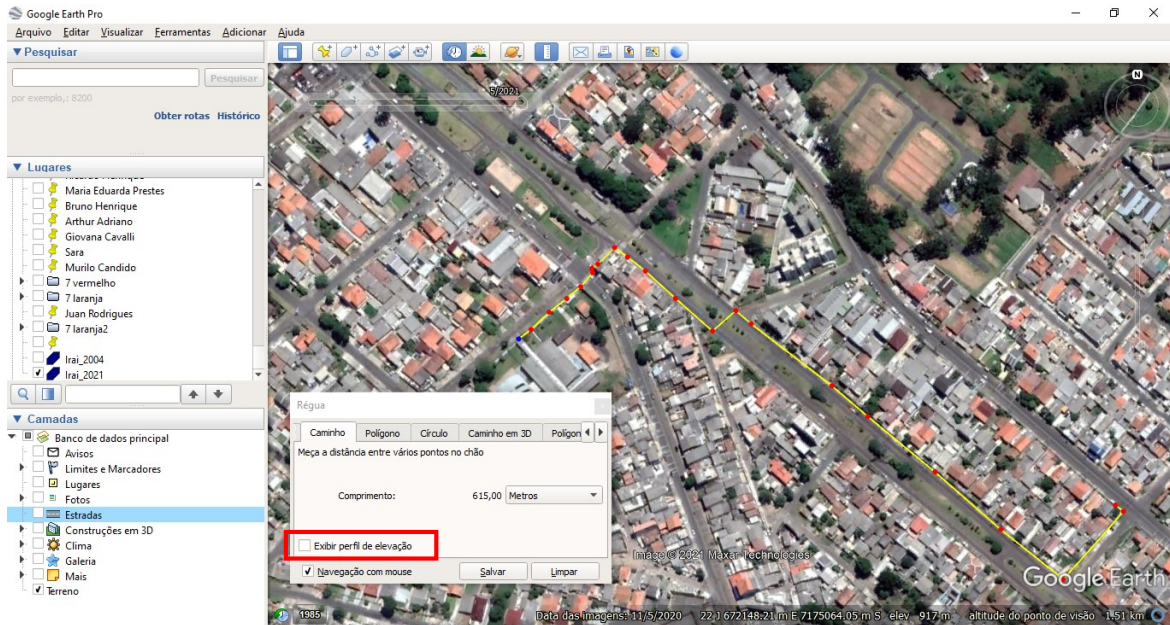 Google Earth Pro
Arquivo Editar Visualizar Ferramentas Adicionar Ajuda
Pesquisar
Pesquisar
por exemplo,: 8200
Obter rotas Histórico
Lugares
Maria Eduarda Prestes
Bruno Henrique
Arthur Adriano
Giovana Cavalli
Sara
Murilo Candido
7 vermelho
7 laranja
Juan Rodrigues
7 laranja2
Irai_2004
Irai_2021
Camadas
Banco de dados principal
Avisos
Limites e Marcadores
Lugares
Fotos
Estradas
Construções em 3D
Clima
Galeria
Mais
Terreno
5/2021
N
Régua
Caminho Polígono Círculo Caminho em 3D Polígon
Meça a distância entre vários pontos no chão
Comprimento: 615,00 Metros
Exibir perfil de elevação
Navegação com mouse Salvar Limpar
Image © 2021 Maxar Technologies
Google Earth
1985
Data das imagens: 11/5/2020 22 J 672148.21 m E 7175064.05 m S elev 917 m altitude do ponto de visão 1,51 km